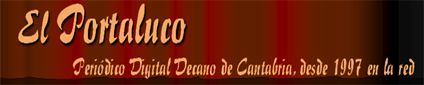 El Portaluco
Periódico Digital Decano de Cantabria, desde 1997 en la red